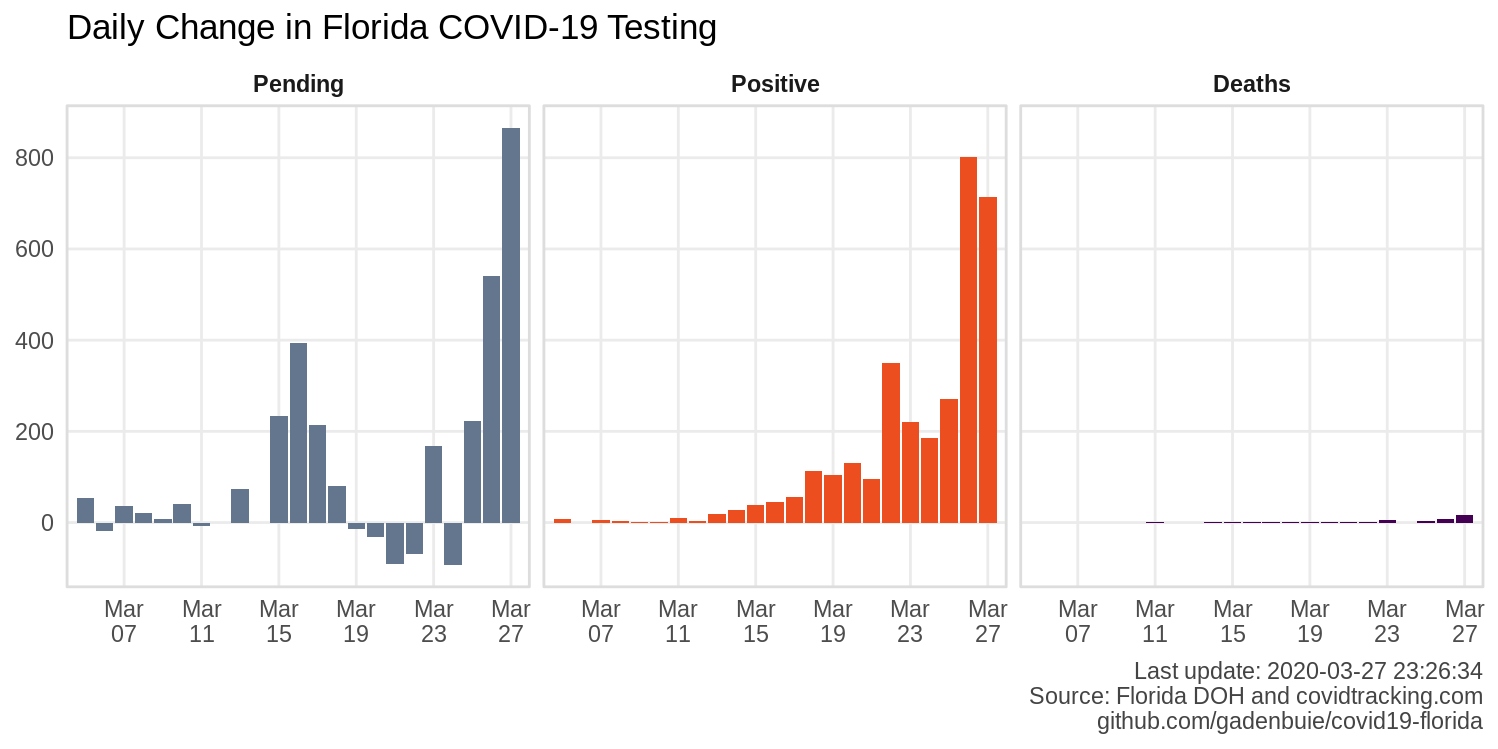 Daily Change in Florida COVID-19 Testing
Pending
Positive
Deaths
800
600
400
200
0
Mar Mar Mar Mar Mar Mar
07 11 15 19 23 27
Mar Mar Mar Mar Mar Mar
07 11 15 19 23 27
Mar Mar Mar Mar Mar Mar
07 11 15 19 23 27
Last update: 2020-03-27 23:26:34
Source: Florida DOH and covidtracking.com
github.com/gadenbuie/covid19-florida